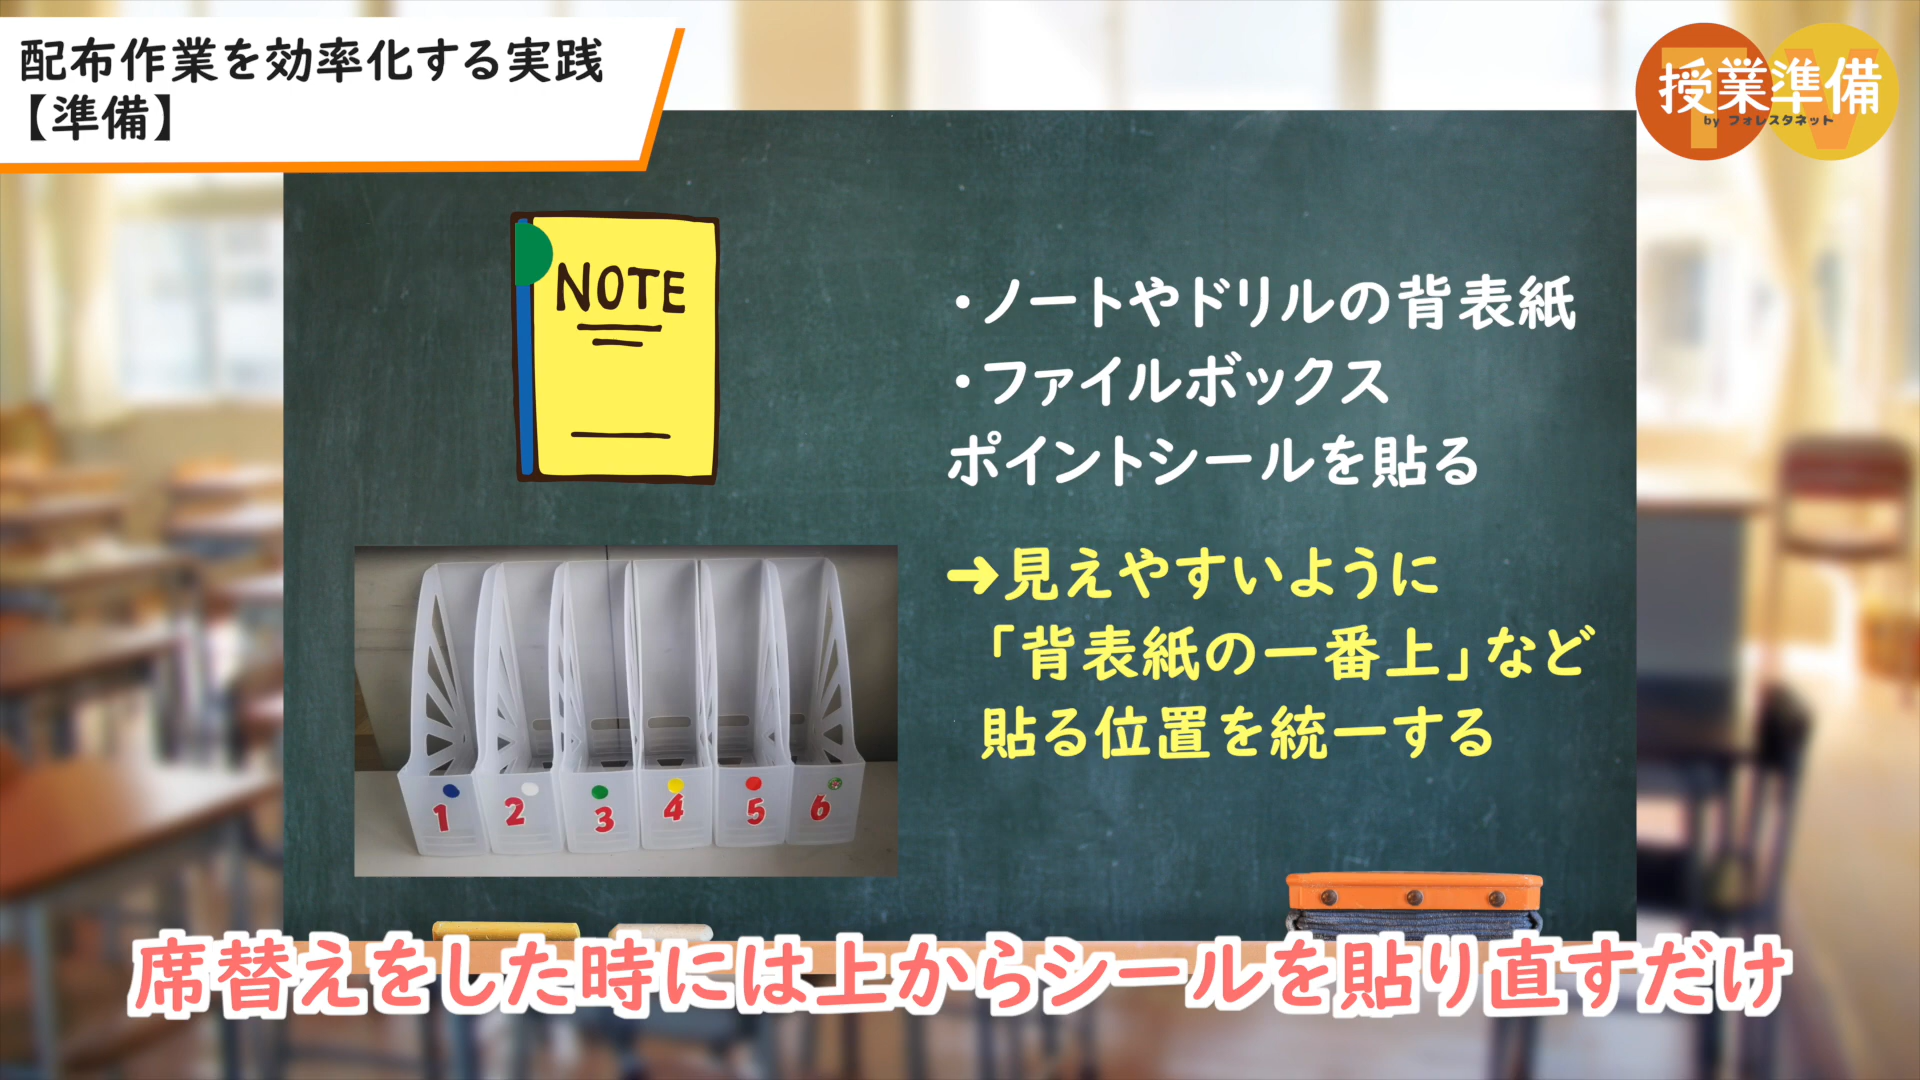 配布作業を効率化する実践
【準備】
TV
授業準備
by フォレスタネット
NOTE
・ノートやドリルの背表紙
・ファイルボックス
ポイントシールを貼る
➜見えやすいように
「背表紙の一番上」など
貼る位置を統一する
1 2 3 4 5 6
席替えをした時には上からシールを貼り直すだけ